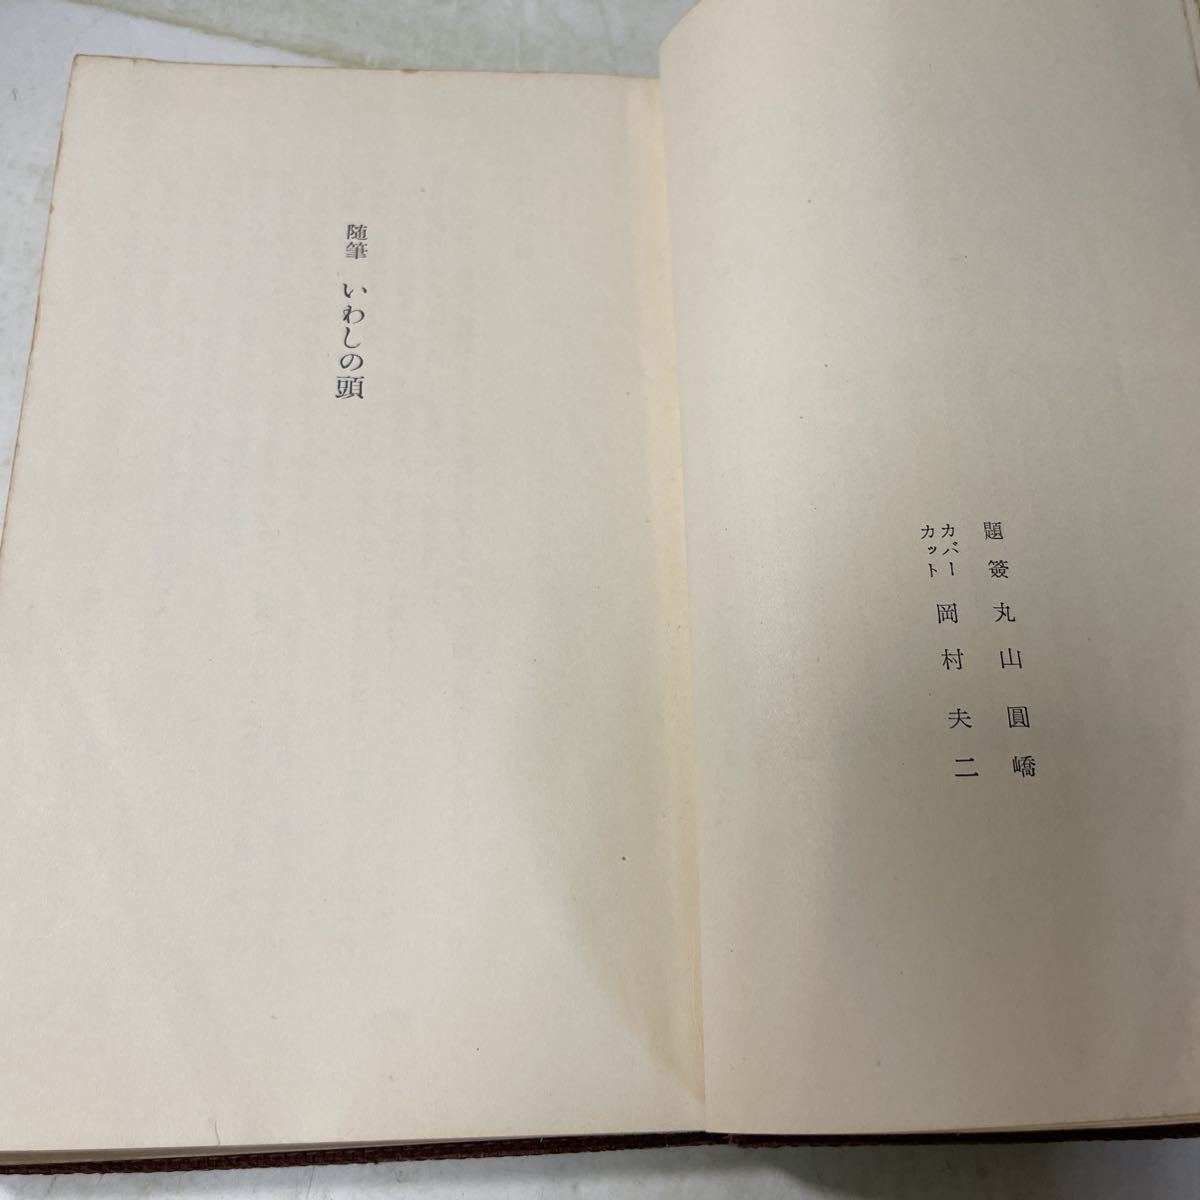 題簽 丸山圓嶠
カバー
カット 岡村夫二
随筆 いわしの頭